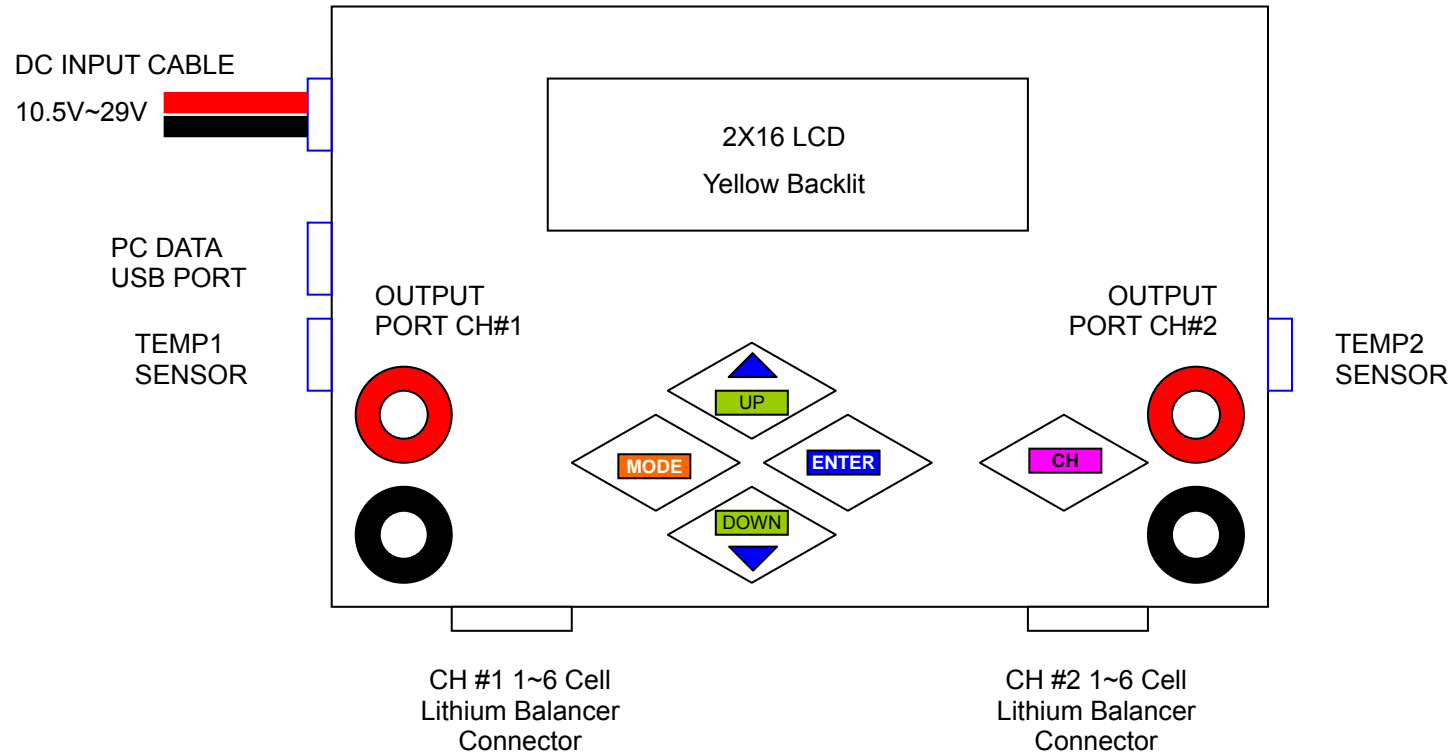 DC INPUT CABLE
10.5V~29V
2X16 LCD
Yellow Backlit
PC DATA
USB PORT
TEMP1
SENSOR
OUTPUT
PORT CH#1
OUTPUT
PORT CH#2
TEMP2
SENSOR
UP
MODE
ENTER
CH
DOWN
CH #1 1~6 Cell
Lithium Balancer
Connector
CH #2 1~6 Cell
Lithium Balancer
Connector